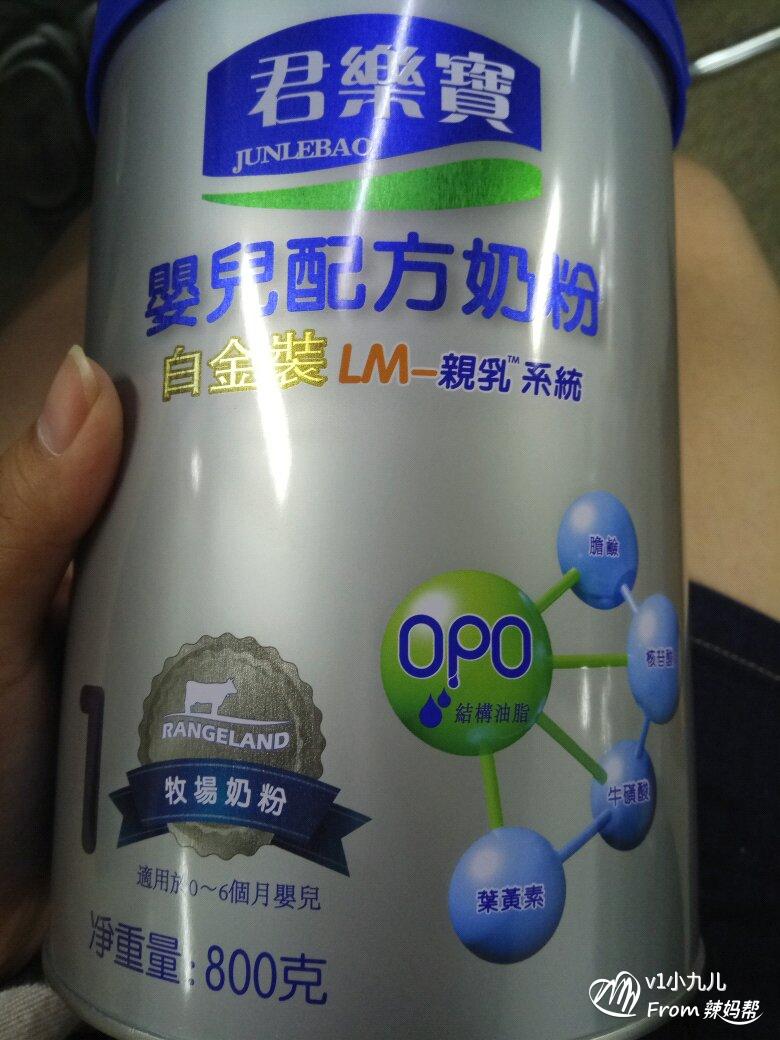 君樂寶
JUNLEBAO
嬰兒配方奶粉
白金裝 LM-親乳™系統
膽鹼
OPO
結構油脂
核苷酸
牛磺酸
葉黃素
1
RANGELAND
牧場奶粉
適用於0~6個月嬰兒
淨重量:800克
v1小九儿
From 辣妈帮